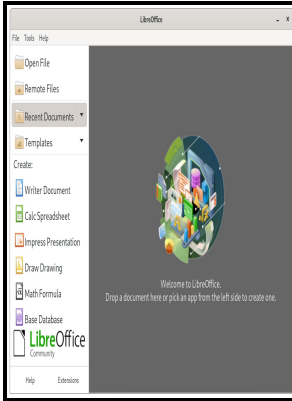 LibreOffice
File Tools Help
Open File
Remote Files
Recent Documents
Templates
Create:
Writer Document
Calc Spreadsheet
Impress Presentation
Draw Drawing
Math Formula
Base Database
LibreOffice
Community
Help Extensions
Welcome to LibreOffice.
Drop a document here or pick an app from the left side to create one.